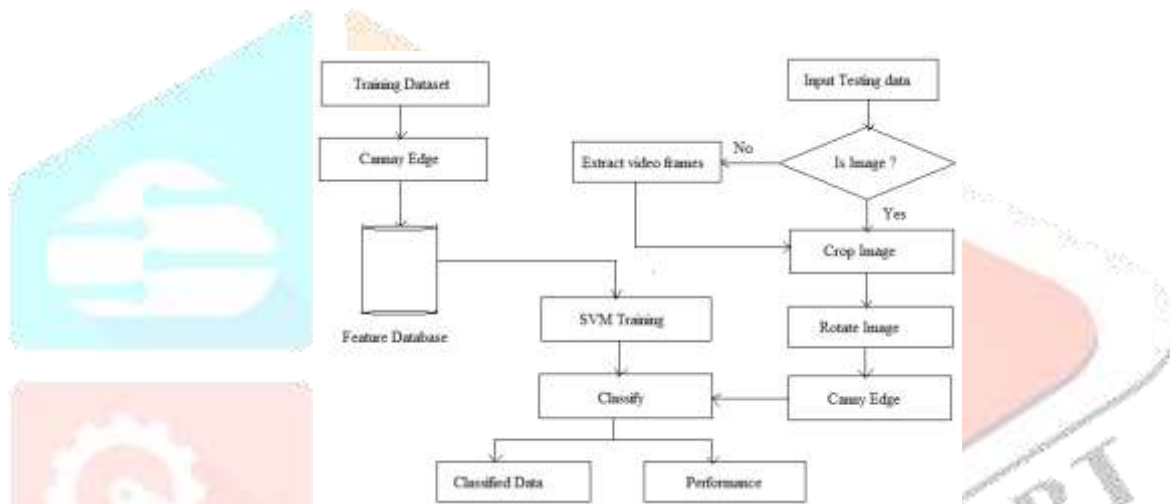 Training Dataset
Cannay Edge
Feature Database
SVM Training
Classify
Classified Data
Performance
Input Testing data
Is Image ?
No
Extract video frames
Yes
Crop Image
Rotate Image
Canny Edge